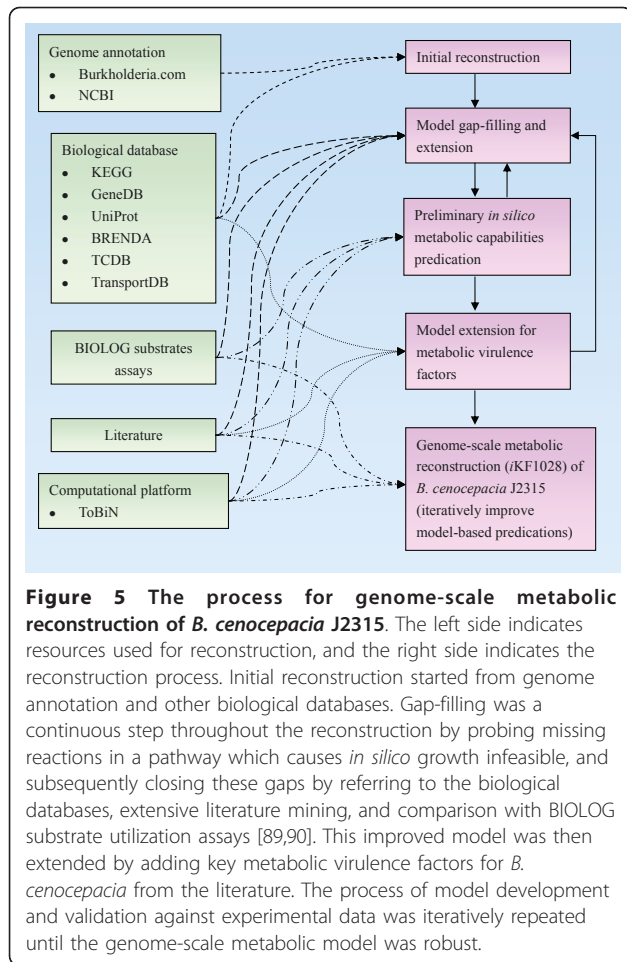 Genome annotation
• Burkholderia.com
• NCBI
Biological database
• KEGG
• GeneDB
• UniProt
• BRENDA
• TCDB
• TransportDB
BIOLOG substrates
assays
Literature
Computational platform
• ToBiN
Initial reconstruction
Model gap-filling and
extension
Preliminary in silico
metabolic capabilities
predication
Model extension for
metabolic virulence
factors
Genome-scale metabolic
reconstruction (iKF1028) of
B. cenocepacia J2315
(iteratively improve
model-based predications)
Figure 5 The process for genome-scale metabolic
reconstruction of B. cenocepacia J2315. The left side indicates
resources used for reconstruction, and the right side indicates the
reconstruction process. Initial reconstruction started from genome
annotation and other biological databases. Gap-filling was a
continuous step throughout the reconstruction by probing missing
reactions in a pathway which causes in silico growth infeasible, and
subsequently closing these gaps by referring to the biological
databases, extensive literature mining, and comparison with BIOLOG
substrate utilization assays [89,90]. This improved model was then
extended by adding key metabolic virulence factors for B.
cenocepacia from the literature. The process of model development
and validation against experimental data was iteratively repeated
until the genome-scale metabolic model was robust.